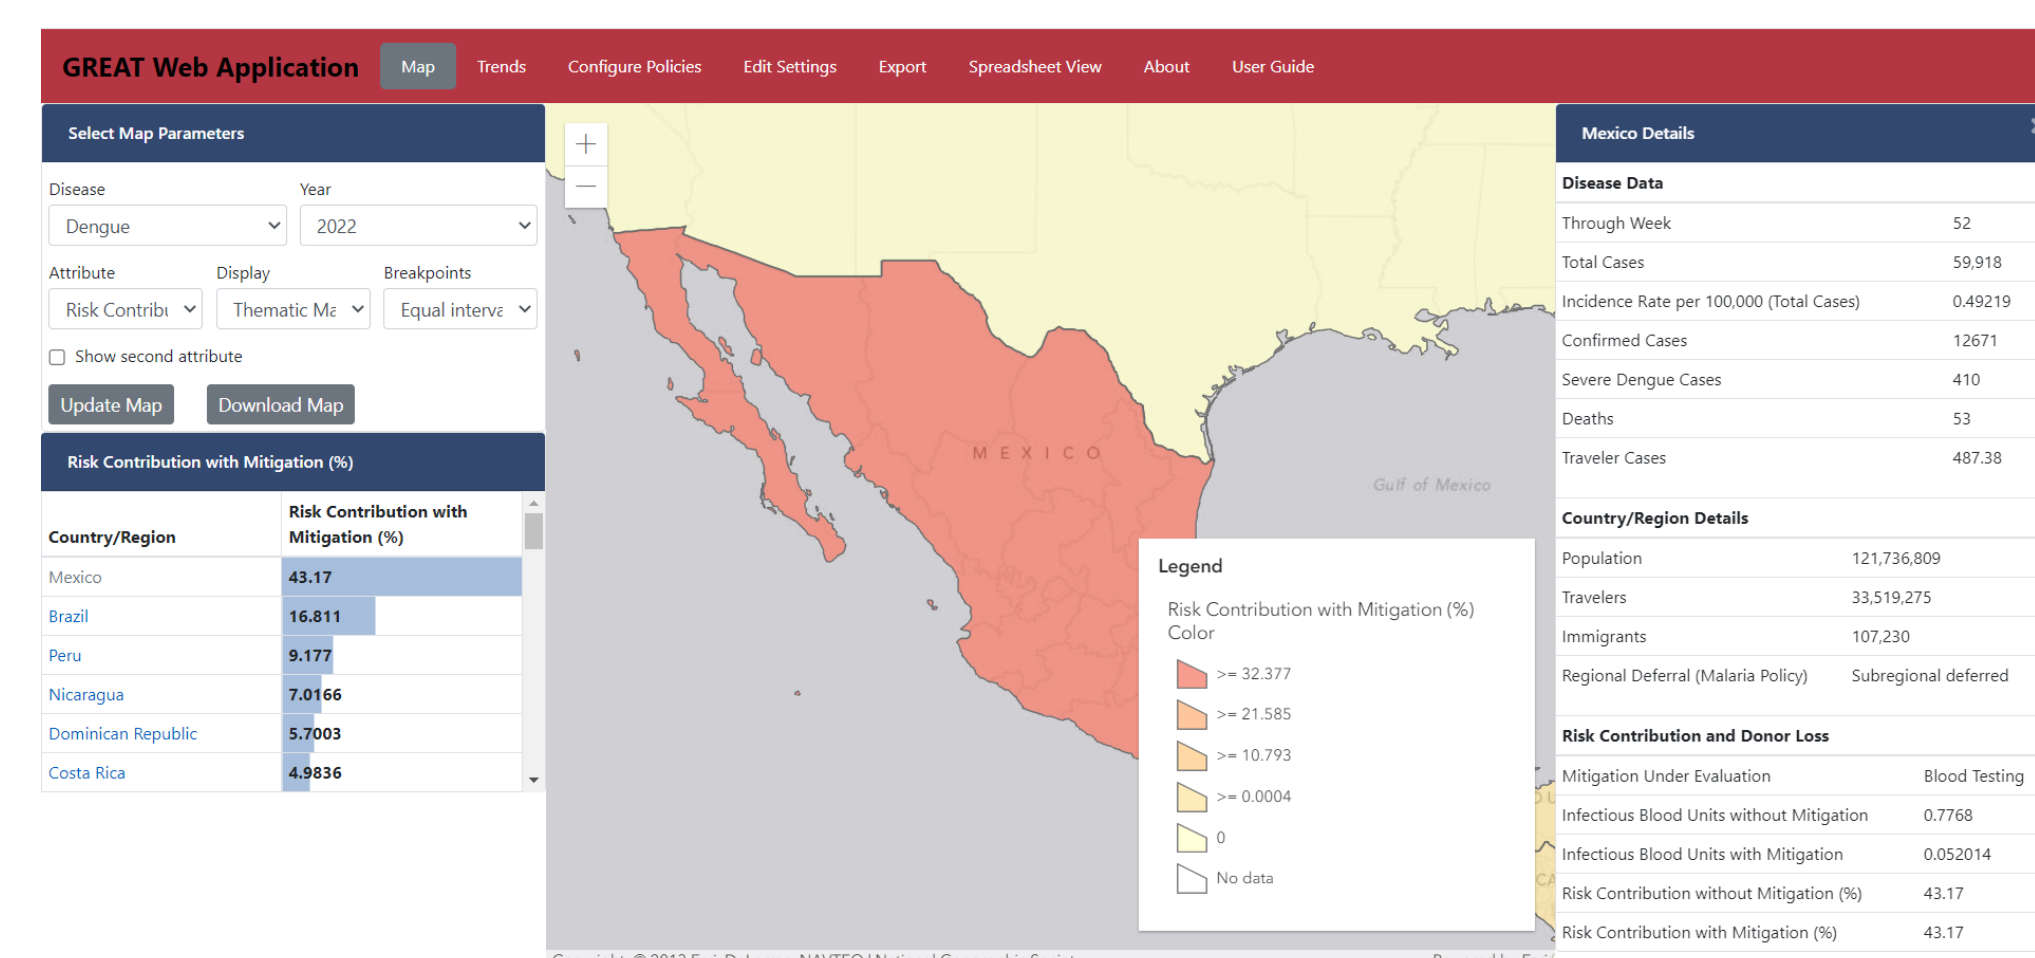 GREAT Web Application Map Trends Configure Policies Edit Settings Export Spreadsheet View About User Guide
Select Map Parameters
Disease Year
Dengue 2022
Attribute Display Breakpoints
Risk Contribu Thematic Ma Equal interva
Show second attribute
Update Map Download Map
Risk Contribution with Mitigation (%)
Country/Region Risk Contribution with Mitigation (%)
Mexico 43.17
Brazil 16.811
Peru 9.177
Nicaragua 7.0166
Dominican Republic 5.7003
Costa Rica 4.9836
MEXICO
Gulf of Mexico
Legend
Risk Contribution with Mitigation (%)
Color
>= 32.377
>= 21.585
>= 10.793
>= 0.0004
0
No data
Mexico Details
Disease Data
Through Week 52
Total Cases 59,918
Incidence Rate per 100,000 (Total Cases) 0.49219
Confirmed Cases 12671
Severe Dengue Cases 410
Deaths 53
Traveler Cases 487.38
Country/Region Details
Population 121,736,809
Travelers 33,519,275
Immigrants 107,230
Regional Deferral (Malaria Policy) Subregional deferred
Risk Contribution and Donor Loss
Mitigation Under Evaluation Blood Testing
Infectious Blood Units without Mitigation 0.7768
Infectious Blood Units with Mitigation 0.052014
Risk Contribution without Mitigation (%) 43.17
Risk Contribution with Mitigation (%) 43.17